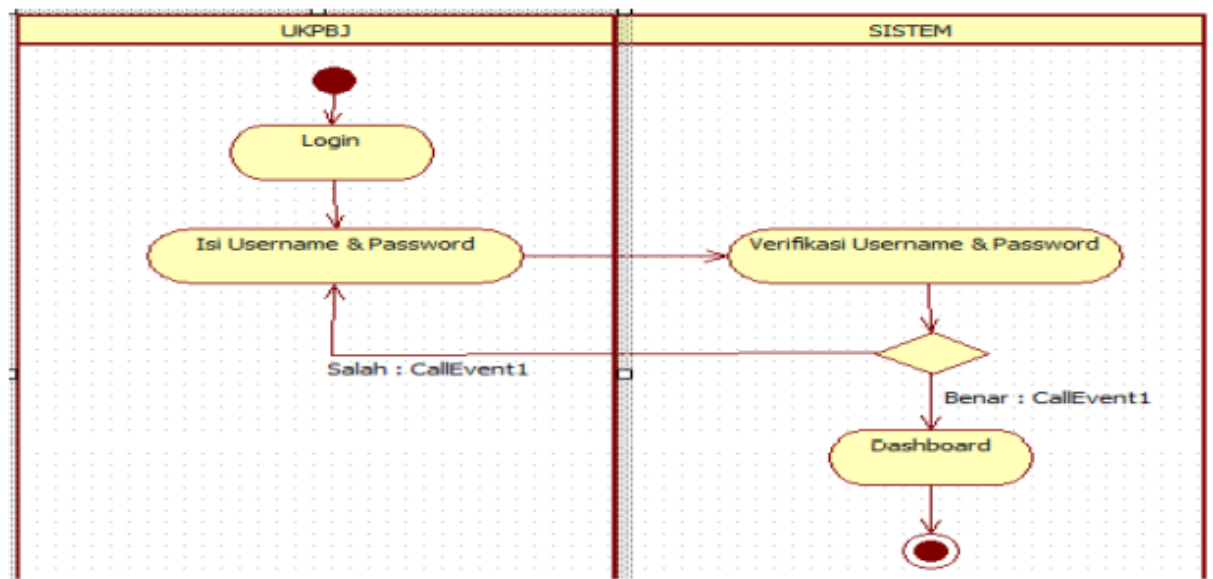 UKPBJ
SISTEM
Login
Isi Username & Password
Verifikasi Username & Password
Salah : CallEvent1
Benar : CallEvent1
Dashboard